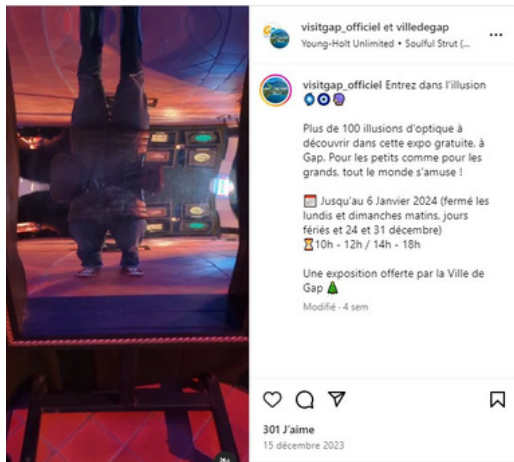 visitgap_officiel et villedegap
Young-Holt Unlimited • Soulful Strut (...
visitgap_officiel Entrez dans l'illusion
Plus de 100 illusions d'optique à
découvrir dans cette expo gratuite, à
Gap. Pour les petits comme pour les
grands, tout le monde s'amuse !
Jusqu'au 6 Janvier 2024 (fermé les
lundis et dimanches matins, jours
fériés et 24 et 31 décembre)
10h - 12h / 14h - 18h
Une exposition offerte par la Ville de
Gap
Modifié · 4 sem
301 J'aime
15 décembre 2023